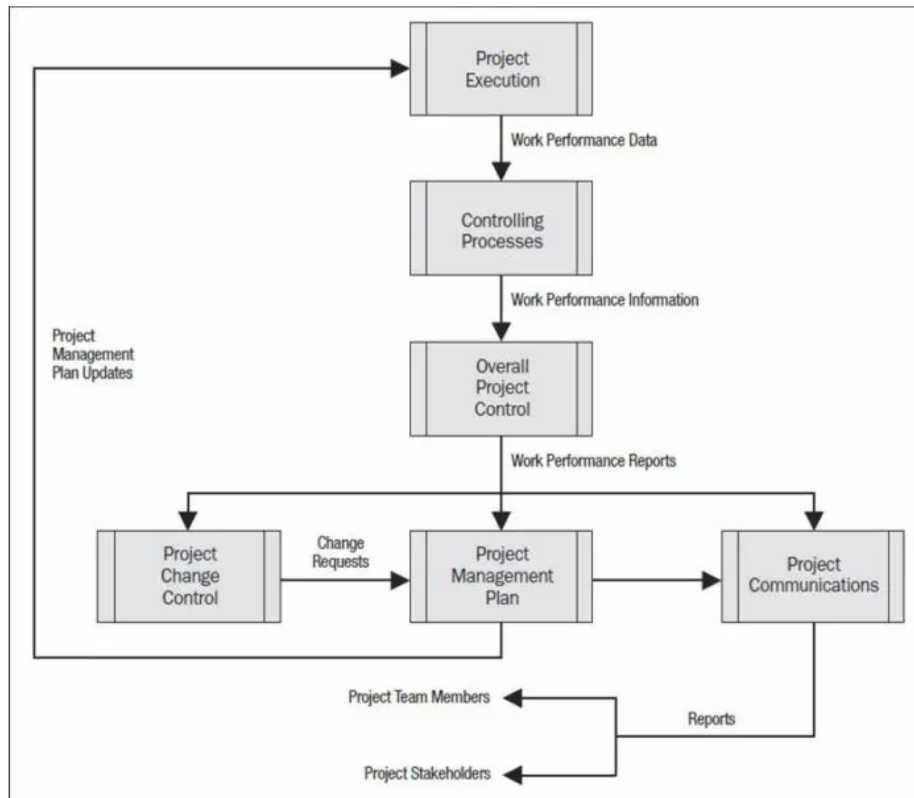 Project
Execution
Work Performance Data
Controlling
Processes
Work Performance Information
Project
Management
Plan Updates
Overall
Project
Control
Work Performance Reports
Project
Change
Control
Change
Requests
Project
Management
Plan
Project
Communications
Project Team Members
Reports
Project Stakeholders